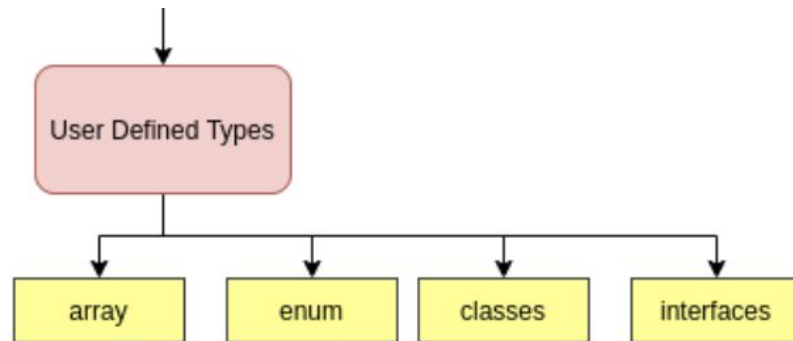 User Defined Types
array
enum
classes
interfaces